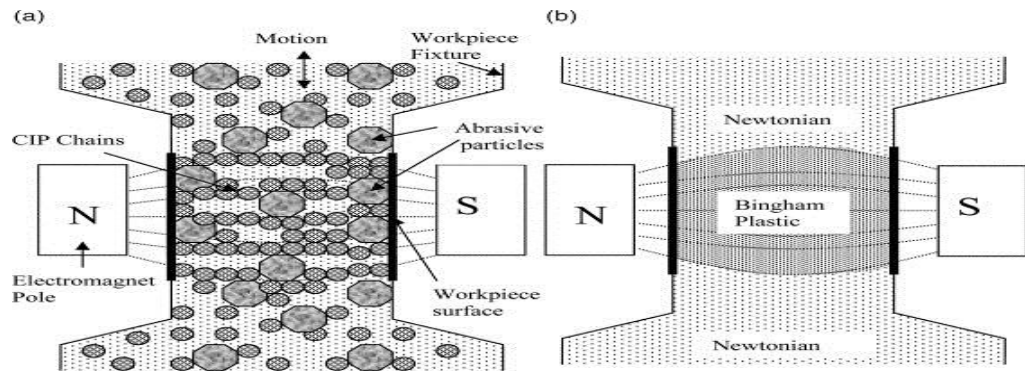 (a)
Motion
Workpiece
Fixture
CIP Chains
Abrasive
particles
N
S
Electromagnet
Pole
Workpiece
surface
(b)
Newtonian
N
Bingham
Plastic
S
Newtonian